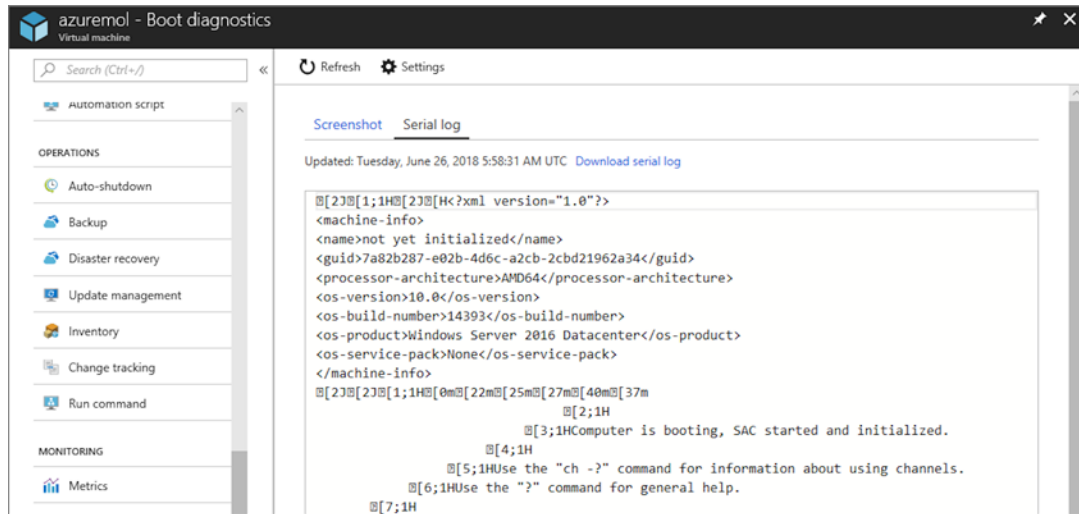 azuremol - Boot diagnostics
Virtual machine
Search (Ctrl+/)
«
Refresh Settings
Automation script
OPERATIONS
Auto-shutdown
Backup
Disaster recovery
Update management
Inventory
Change tracking
Run command
MONITORING
Metrics
Screenshot Serial log
Updated: Tuesday, June 26, 2018 5:58:31 AM UTC Download serial log
⍰[2J⍰[1;1H⍰[2J⍰[H<?xml version="1.0"?>
<machine-info>
<name>not yet initialized</name>
<guid>7a82b287-e02b-4d6c-a2cb-2cbd21962a34</guid>
<processor-architecture>AMD64</processor-architecture>
<os-version>10.0</os-version>
<os-build-number>14393</os-build-number>
<os-product>Windows Server 2016 Datacenter</os-product>
<os-service-pack>None</os-service-pack>
</machine-info>
⍰[2J⍰[2J⍰[1;1H⍰[0m⍰[22m⍰[25m⍰[27m⍰[40m⍰[37m
⍰[2;1H
⍰[3;1HComputer is booting, SAC started and initialized.
⍰[4;1H
⍰[5;1HUse the "ch -?" command for information about using channels.
⍰[6;1HUse the "?" command for general help.
⍰[7;1H